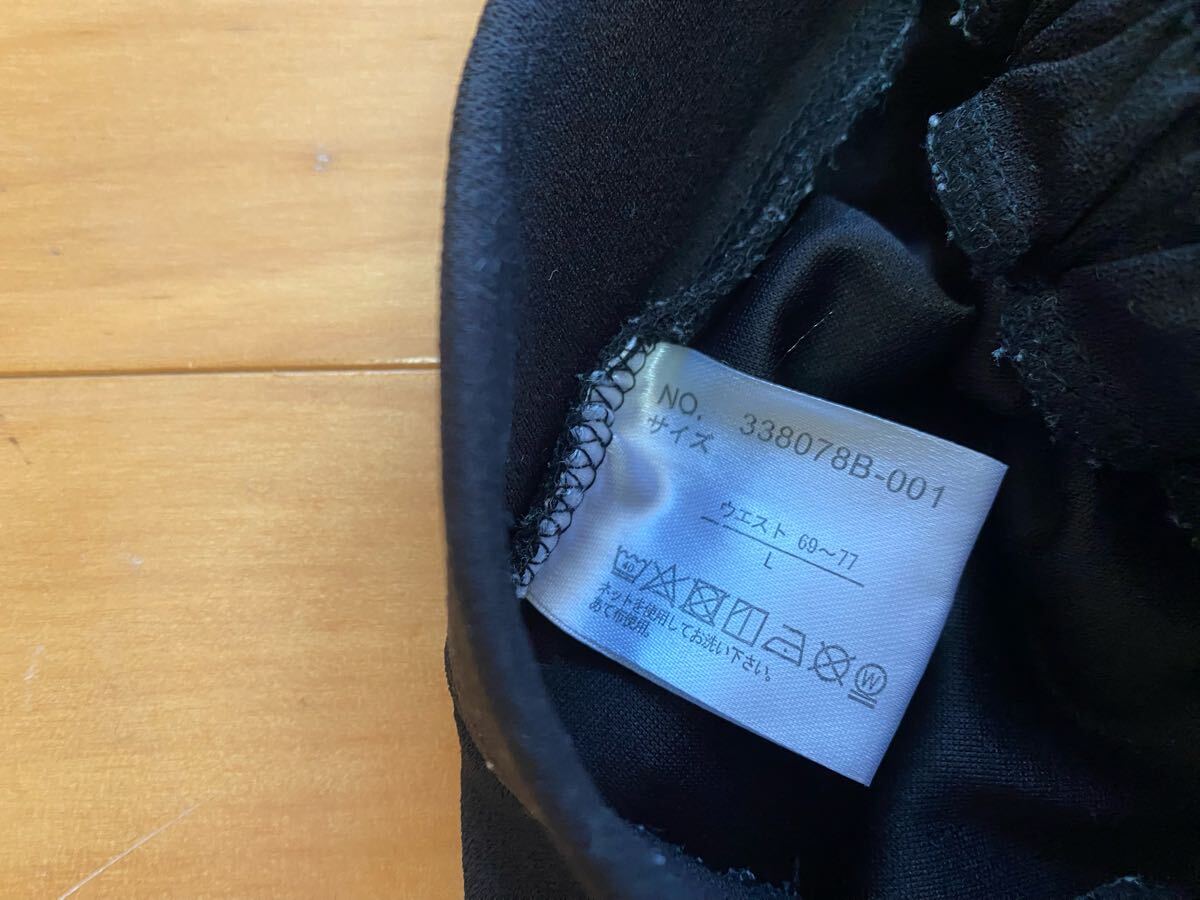 NO. 338078B-001
サイズ
ウエスト 69〜77
L
40
W
ネットを使用してお洗い下さい。
あて布使用。